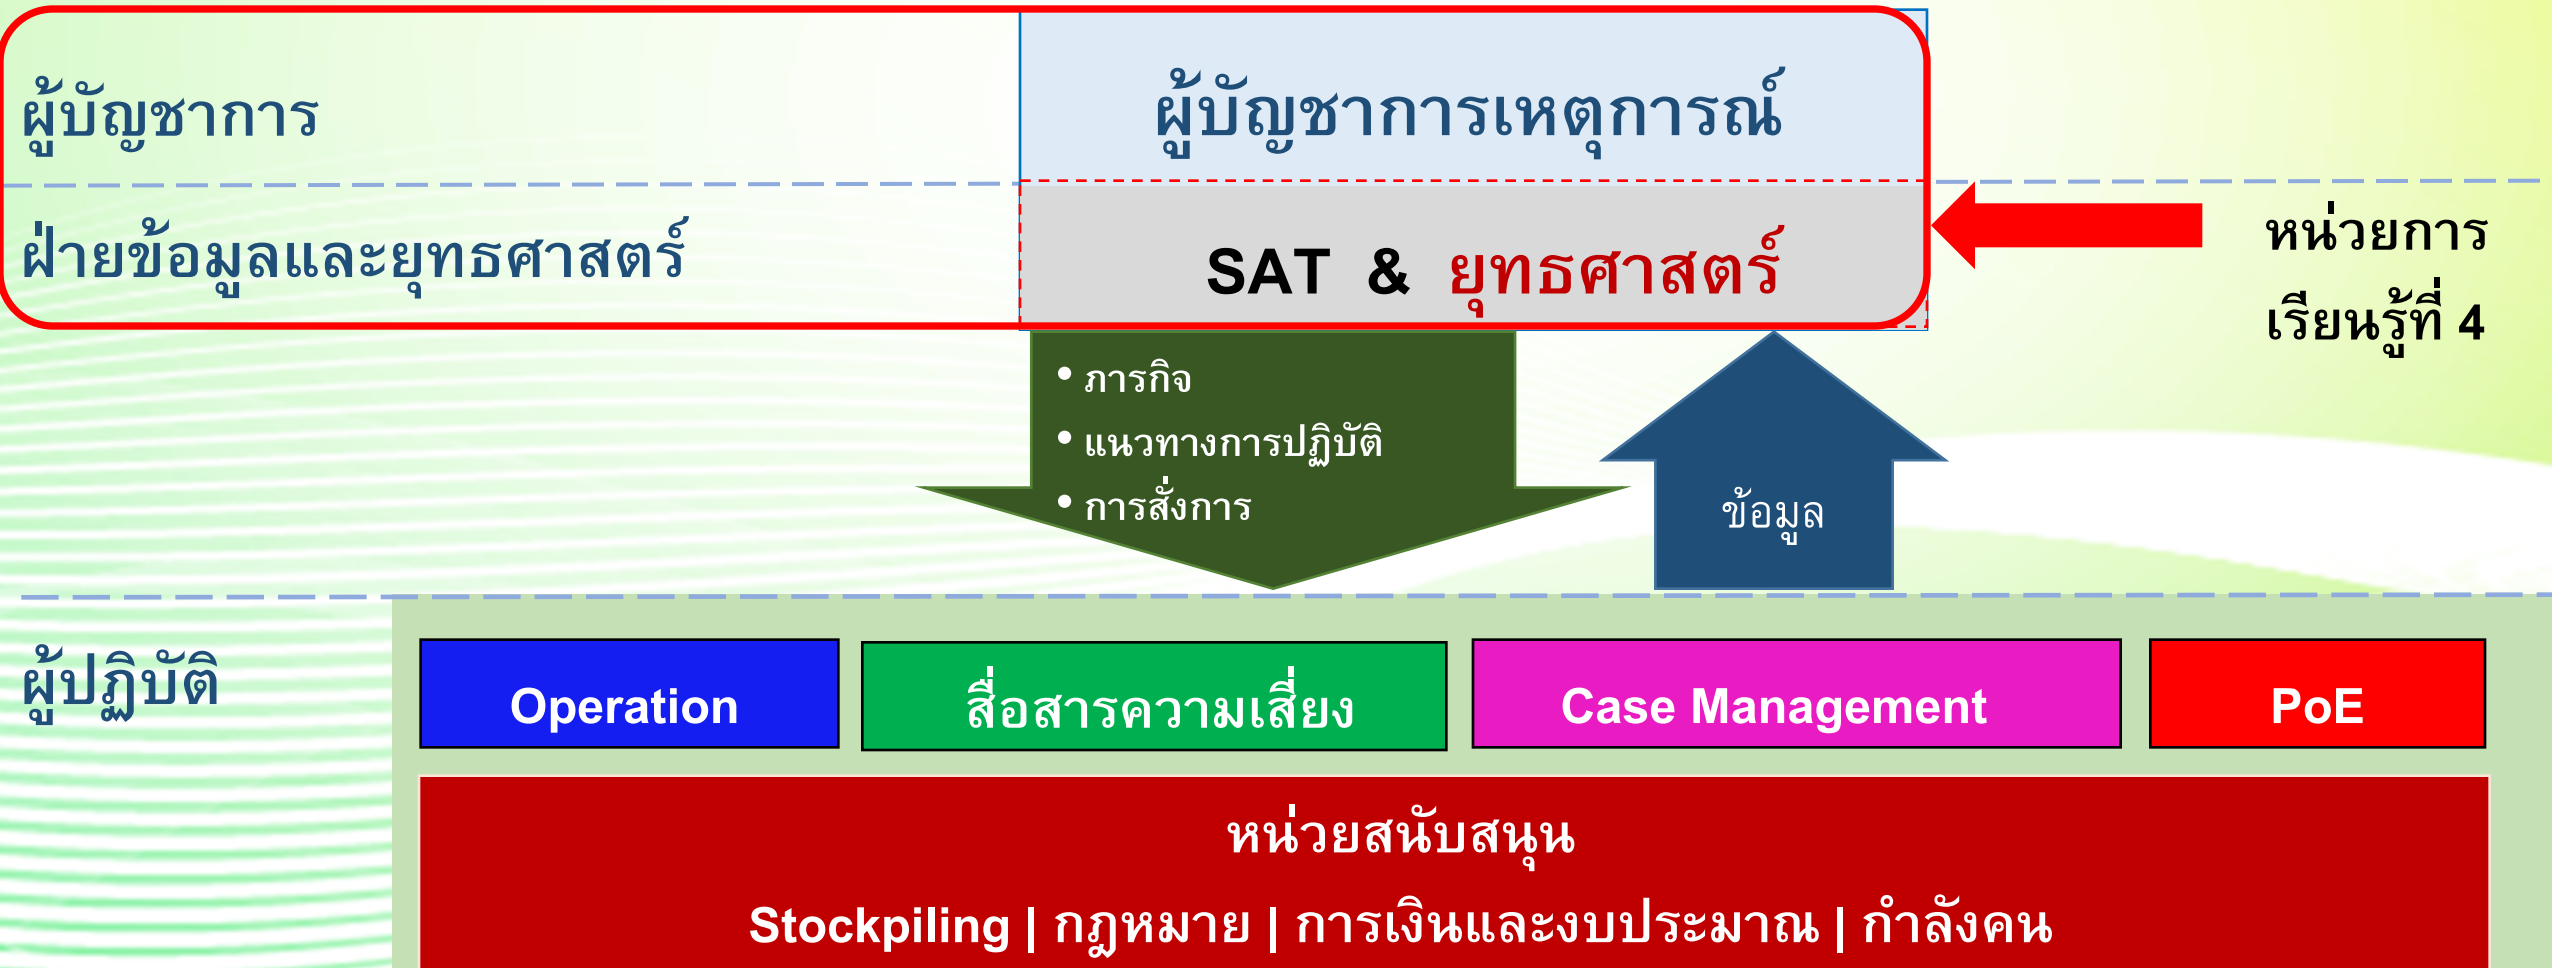 ผู้บัญชาการ
ผู้บัญชาการเหตุการณ์
ฝ่ายข้อมูลและยุทธศาสตร์
SAT & ยุทธศาสตร์
หน่วยการ
เรียนรู้ที่ 4
• ภารกิจ
• แนวทางการปฏิบัติ
• การสั่งการ
ข้อมูล
ผู้ปฏิบัติ
Operation
สื่อสารความเสี่ยง
Case Management
PoE
หน่วยสนับสนุน
Stockpiling | กฎหมาย | การเงินและงบประมาณ | กำลังคน